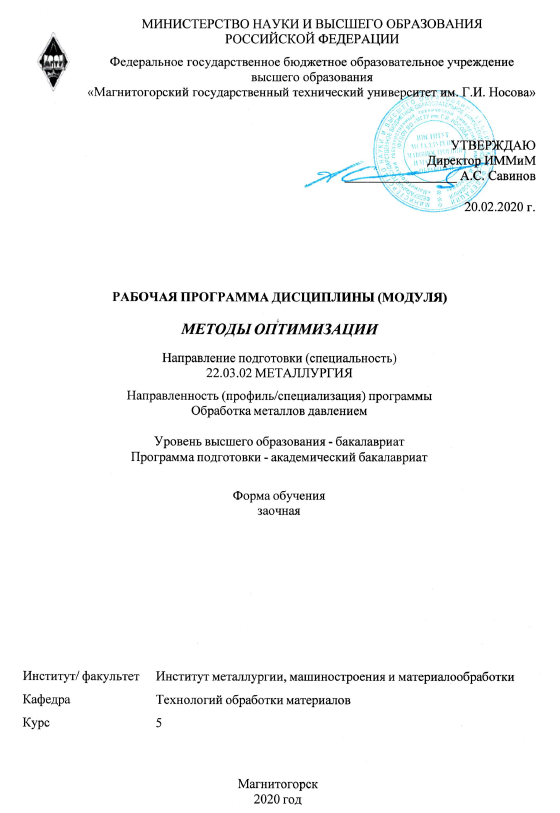 МИНИСТЕРСТВО НАУКИ И ВЫСШЕГО ОБРАЗОВАНИЯ
РОССИЙСКОЙ ФЕДЕРАЦИИ
Федеральное государственное бюджетное образовательное учреждение
высшего образования
«Магнитогорский государственный технический университет им. Г.И. Носова»
УТВЕРЖДАЮ
Директор ИММиМ
А.С. Савинов
20.02.2020 г.
РАБОЧАЯ ПРОГРАММА ДИСЦИПЛИНЫ (МОДУЛЯ)
МЕТОДЫ ОПТИМИЗАЦИИ
Направление подготовки (специальность)
22.03.02 МЕТАЛЛУРГИЯ
Направленность (профиль/специализация) программы
Обработка металлов давлением
Уровень высшего образования - бакалавриат
Программа подготовки - академический бакалавриат
Форма обучения
заочная
Институт/ факультет Институт металлургии, машиностроения и материалообработки
Кафедра Технологий обработки материалов
Курс 5
Магнитогорск
2020 год